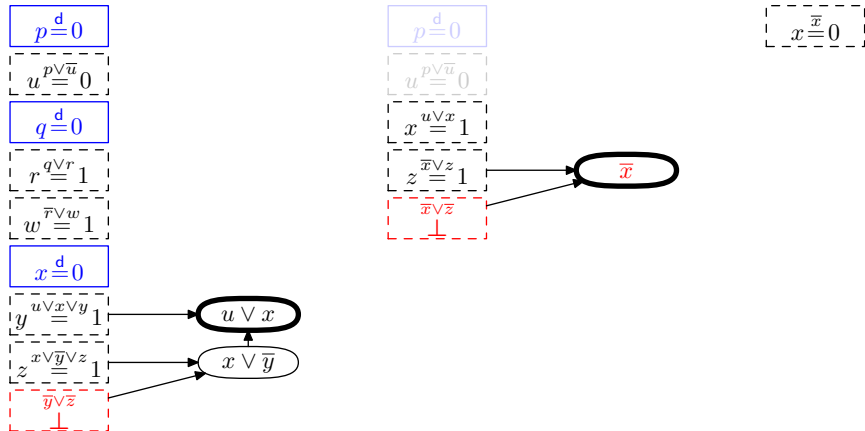 p =^d 0
u =^{p∨u̅} 0
q =^d 0
r =^{q∨r} 1
w =^{r̅∨w} 1
x =^d 0
y =^{u∨x∨y} 1
u ∨ x
z =^{x∨y̅∨z} 1
x ∨ y̅
y̅∨z̅
⊥
p =^d 0
u =^{p∨u̅} 0
x =^{u∨x} 1
z =^{x̅∨z} 1
x̅
x̅∨z̅
⊥
x =^{x̅} 0